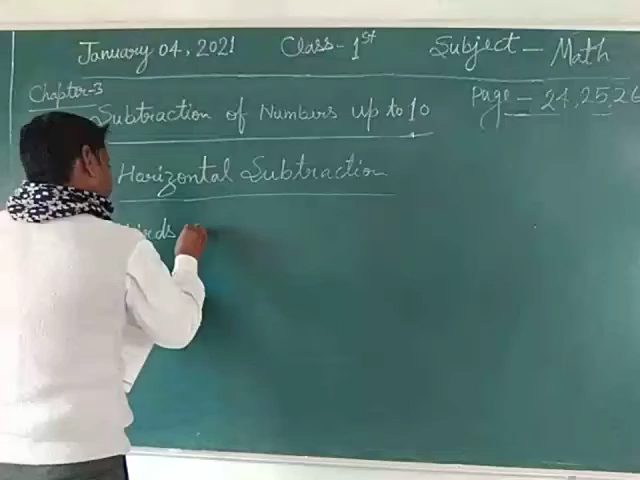 January 04, 2021 Class-1st Subject - Math
Chapter-3 Page - 24, 25, 26
Subtraction of Numbers up to 10
Horizontal Subtraction